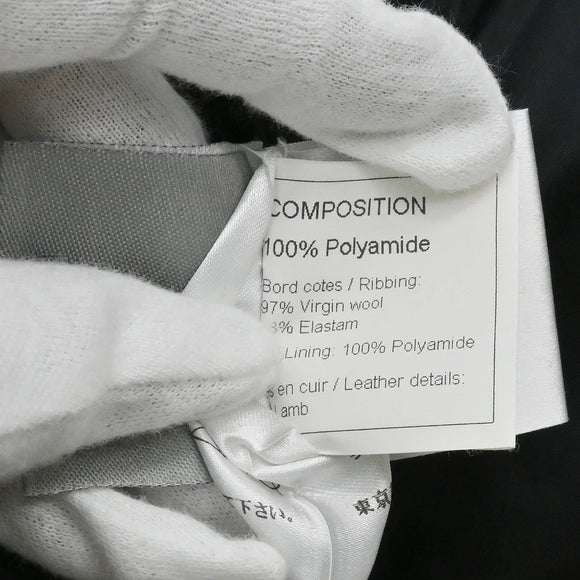 COMPOSITION
100% Polyamide
Bord cotes / Ribbing:
97% Virgin wool
3% Elastam
Lining: 100% Polyamide
en cuir / Leather details:
Lamb
下さい。
東京